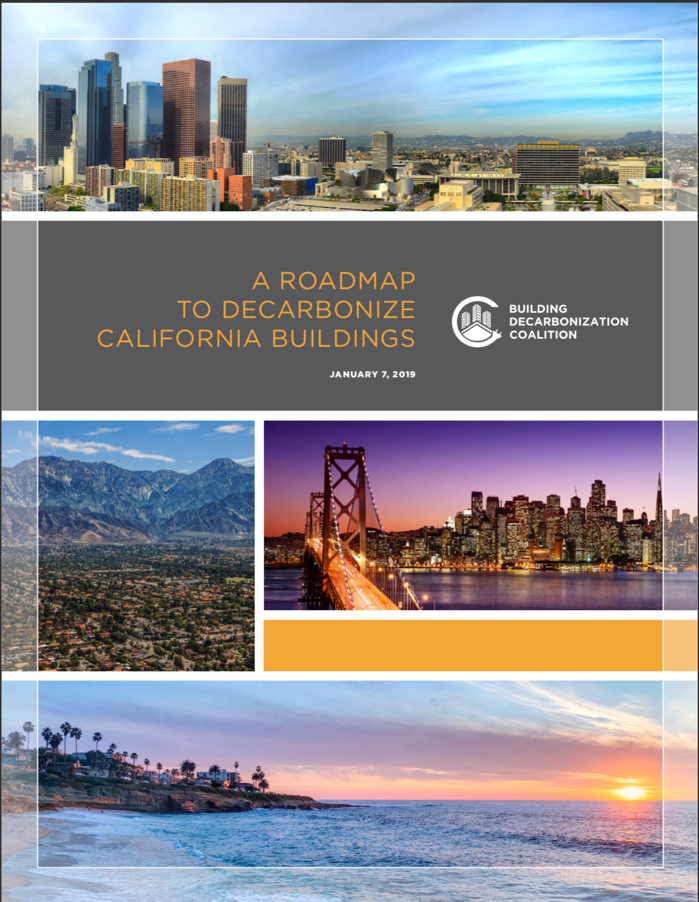 A ROADMAP
TO DECARBONIZE
CALIFORNIA BUILDINGS
JANUARY 7, 2019
BUILDING
DECARBONIZATION
COALITION